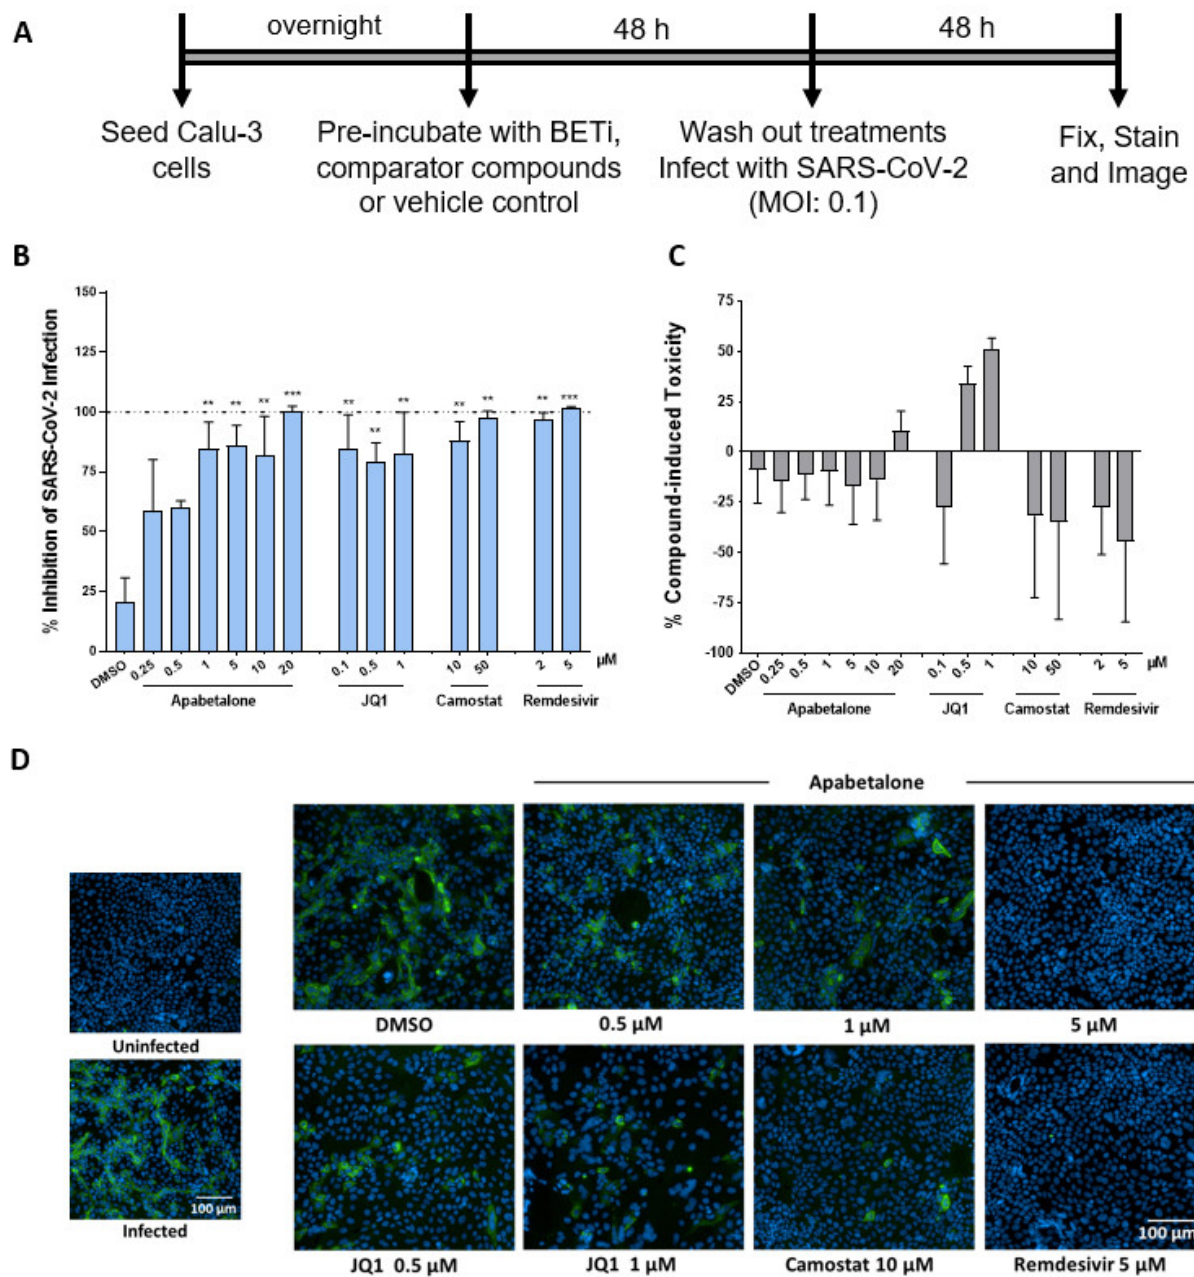 A
overnight
48 h
48 h
Seed Calu-3
cells
Pre-incubate with BETi,
comparator compounds
or vehicle control
Wash out treatments
Infect with SARS-CoV-2
(MOI: 0.1)
Fix, Stain
and Image
B
% Inhibition of SARS-CoV-2 Infection
150
125
100
75
50
25
0
** ** ** *** ** ** ** ** ** ** ***
DMSO 0.25 0.5 1 5 10 20 0.1 0.5 1 10 50 2 5 µM
Apabetalone JQ1 Camostat Remdesivir
C
% Compound-induced Toxicity
75
50
25
0
-25
-50
-75
-100
DMSO 0.25 0.5 1 5 10 20 0.1 0.5 1 10 50 2 5 µM
Apabetalone JQ1 Camostat Remdesivir
D
Apabetalone
Uninfected
100 µm
Infected
DMSO 0.5 µM 1 µM 5 µM
100 µm
JQ1 0.5 µM JQ1 1 µM Camostat 10 µM Remdesivir 5 µM